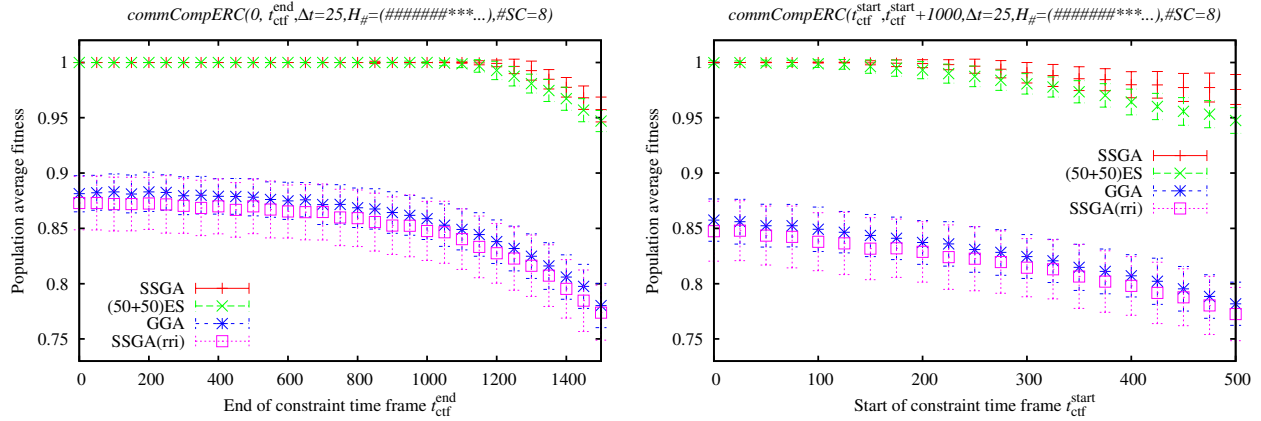 commCompERC(0, t_ctf^end,Δt=25,H_#=(#######***...),#SC=8)
Population average fitness
1
0.95
0.9
0.85
0.8
0.75
SSGA
(50+50)ES
GGA
SSGA(rri)
0 200 400 600 800 1000 1200 1400
End of constraint time frame t_ctf^end
commCompERC(t_ctf^start,t_ctf^start+1000,Δt=25,H_#=(#######***...),#SC=8)
Population average fitness
1
0.95
0.9
0.85
0.8
0.75
SSGA
(50+50)ES
GGA
SSGA(rri)
0 100 200 300 400 500
Start of constraint time frame t_ctf^start